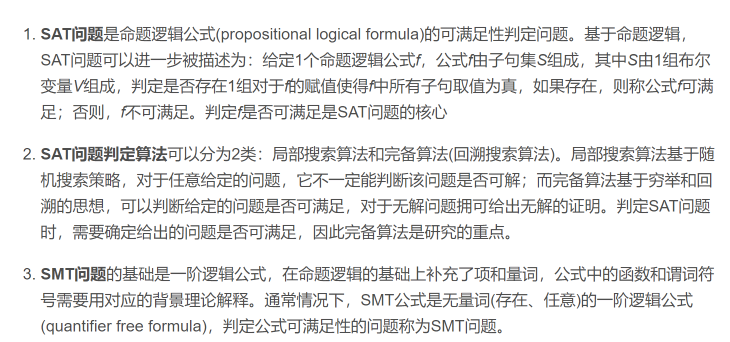 1. SAT问题是命题逻辑公式(propositional logical formula)的可满足性判定问题。基于命题逻辑，
SAT问题可以进一步被描述为：给定1个命题逻辑公式f，公式f由子句集S组成，其中S由1组布尔
变量V组成，判定是否存在1组对于f的赋值使得f中所有子句取值为真，如果存在，则称公式f可满
足；否则，f不可满足。判定f是否可满足是SAT问题的核心
2. SAT问题判定算法可以分为2类：局部搜索算法和完备算法(回溯搜索算法)。局部搜索算法基于随
机搜索策略，对于任意给定的问题，它不一定能判断该问题是否可解；而完备算法基于穷举和回
溯的思想，可以判断给定的问题是否可满足，对于无解问题拥可给出无解的证明。判定SAT问题
时，需要确定给出的问题是否可满足，因此完备算法是研究的重点。
3. SMT问题的基础是一阶逻辑公式，在命题逻辑的基础上补充了项和量词，公式中的函数和谓词符
号需要用对应的背景理论解释。通常情况下，SMT公式是无量词(存在、任意)的一阶逻辑公式
(quantifier free formula)，判定公式可满足性的问题称为SMT问题。